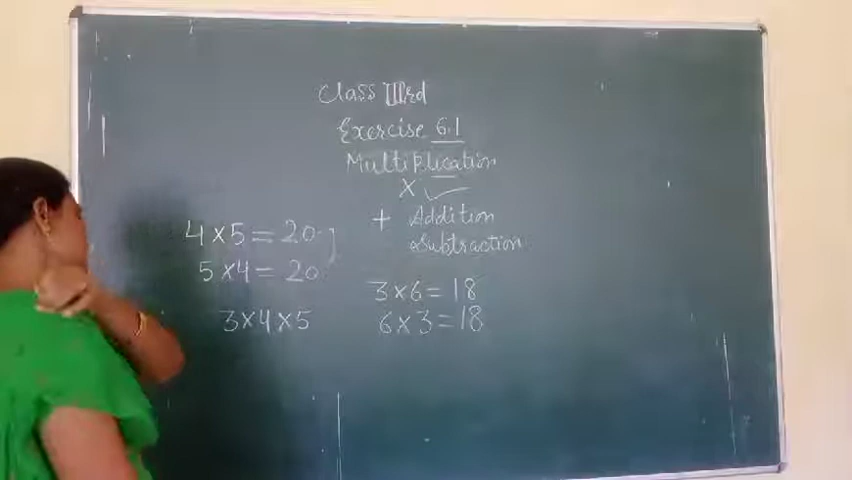 Class IIIrd
Exercise 6.1
Multiplication
× ✓
+ Addition
Subtraction
4×5=20
5×4=20
3×4×5
3×6=18
6×3=18